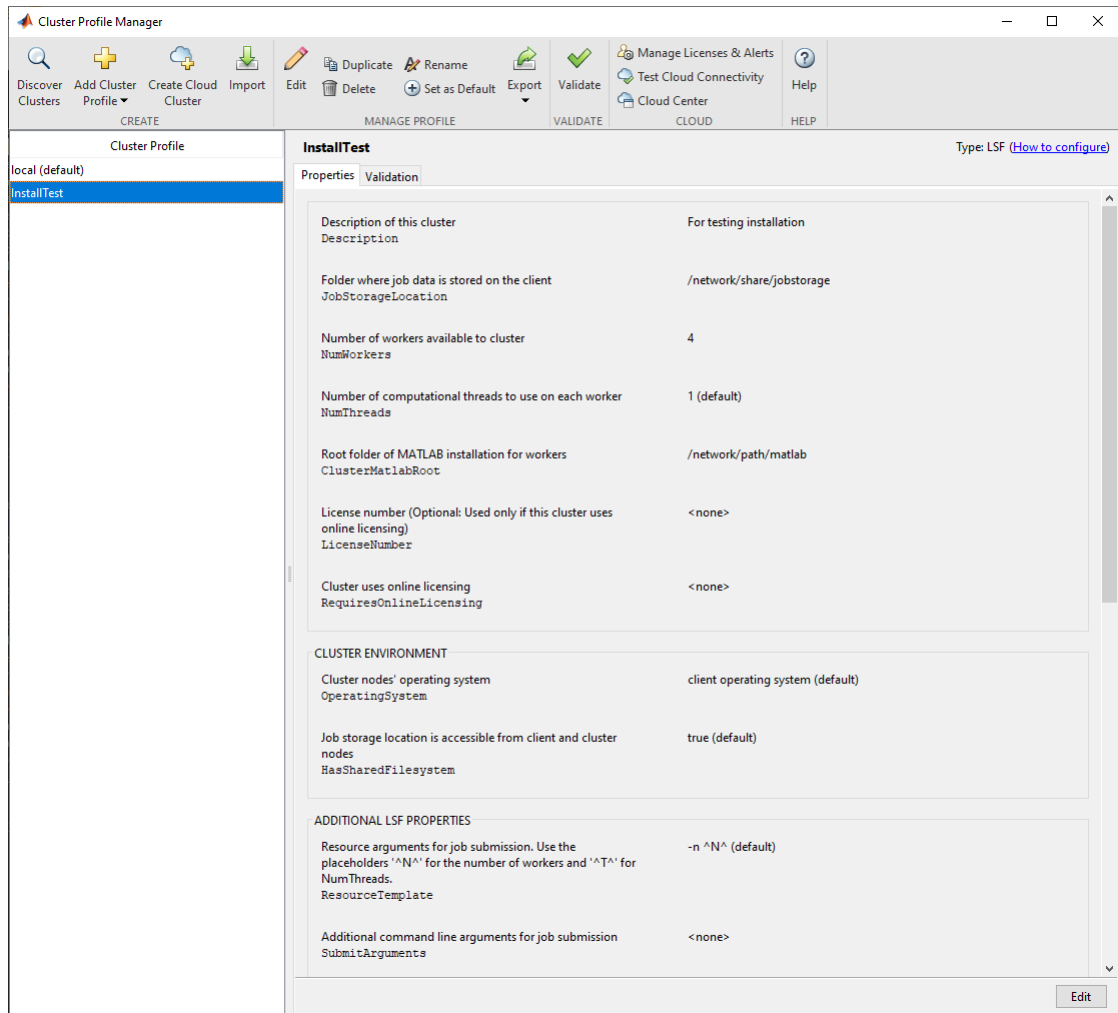 Cluster Profile Manager
Discover Clusters
Add Cluster Profile
Create Cloud Cluster
Import
CREATE
Edit
Duplicate
Delete
Rename
Set as Default
Export
MANAGE PROFILE
Validate
VALIDATE
Manage Licenses & Alerts
Test Cloud Connectivity
Cloud Center
CLOUD
Help
HELP
Cluster Profile
local (default)
InstallTest
InstallTest
Type: LSF (How to configure)
Properties
Validation
Description of this cluster
For testing installation
Description
Folder where job data is stored on the client
/network/share/jobstorage
JobStorageLocation
Number of workers available to cluster
4
NumWorkers
Number of computational threads to use on each worker
1 (default)
NumThreads
Root folder of MATLAB installation for workers
/network/path/matlab
ClusterMatlabRoot
License number (Optional: Used only if this cluster uses
<none>
online licensing)
LicenseNumber
Cluster uses online licensing
<none>
RequiresOnlineLicensing
CLUSTER ENVIRONMENT
Cluster nodes' operating system
client operating system (default)
OperatingSystem
Job storage location is accessible from client and cluster
true (default)
nodes
HasSharedFilesystem
ADDITIONAL LSF PROPERTIES
Resource arguments for job submission. Use the
-n ^N^ (default)
placeholders '^N^' for the number of workers and '^T^' for
NumThreads.
ResourceTemplate
Additional command line arguments for job submission
<none>
SubmitArguments
Edit